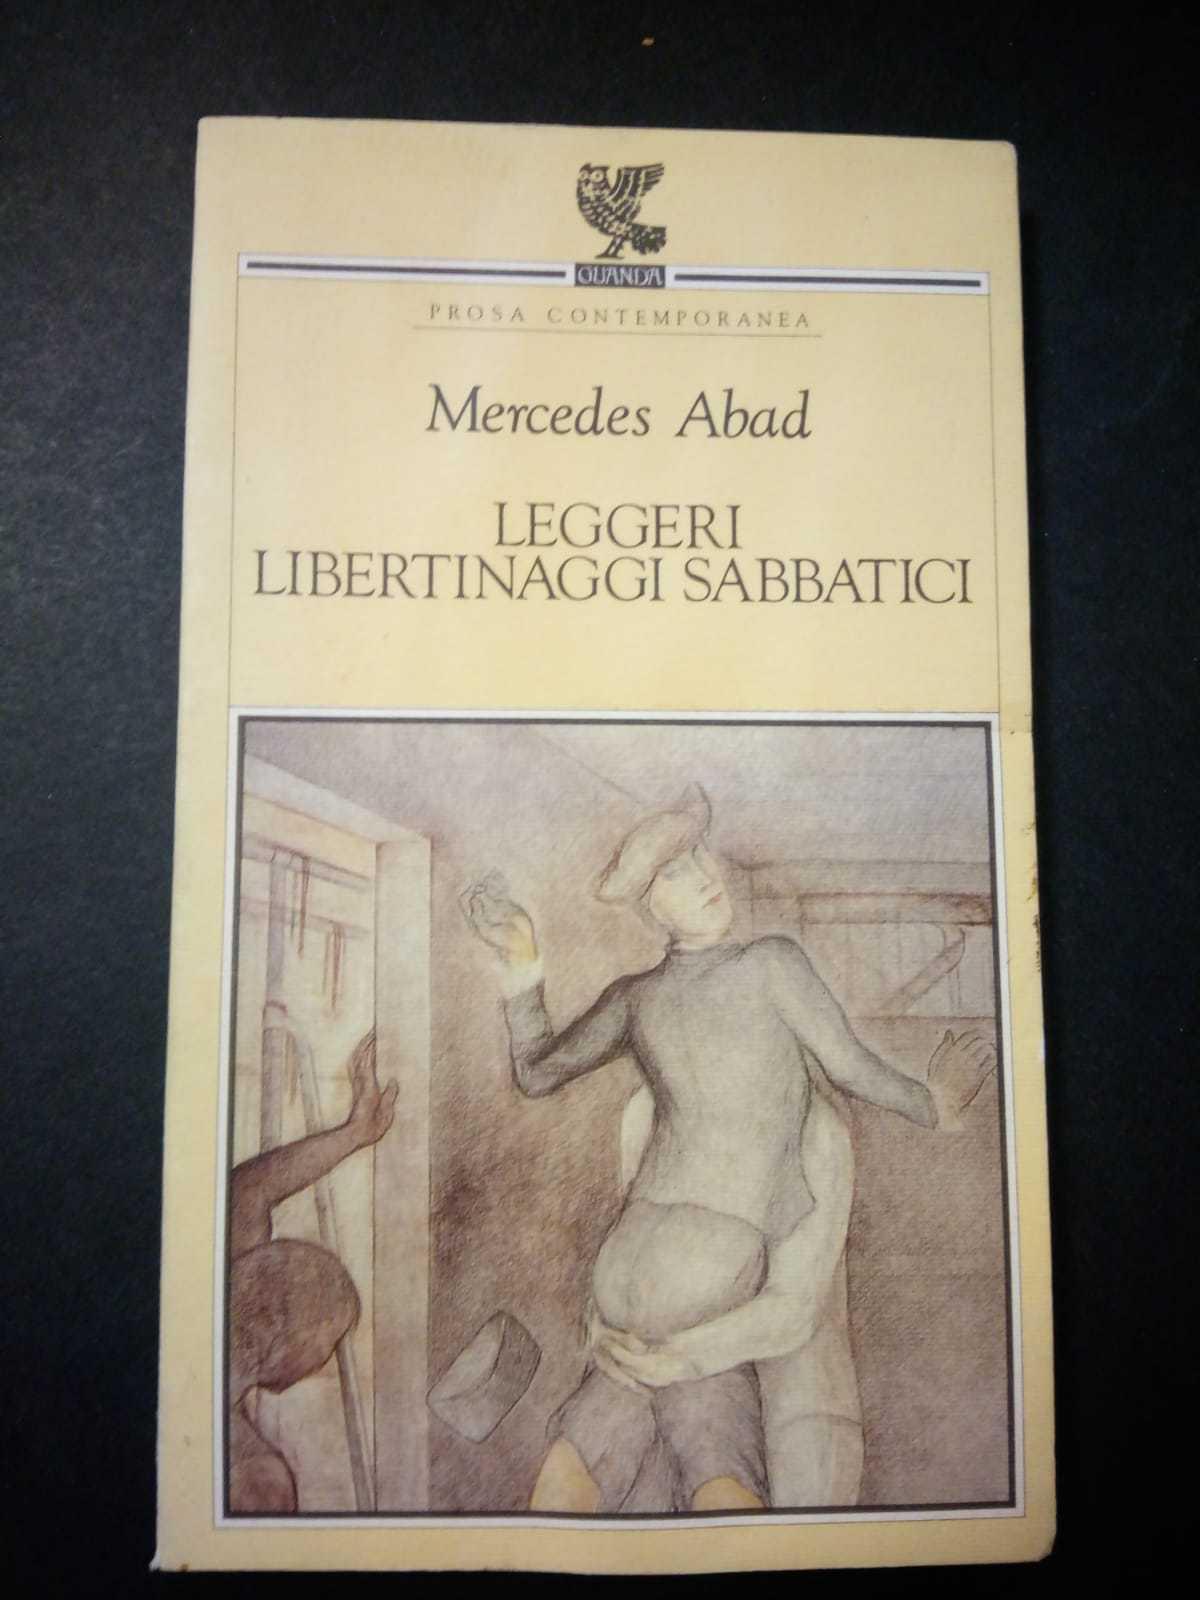 GUANDA
PROSA CONTEMPORANEA
Mercedes Abad
LEGGERI
LIBERTINAGGI SABBATICI